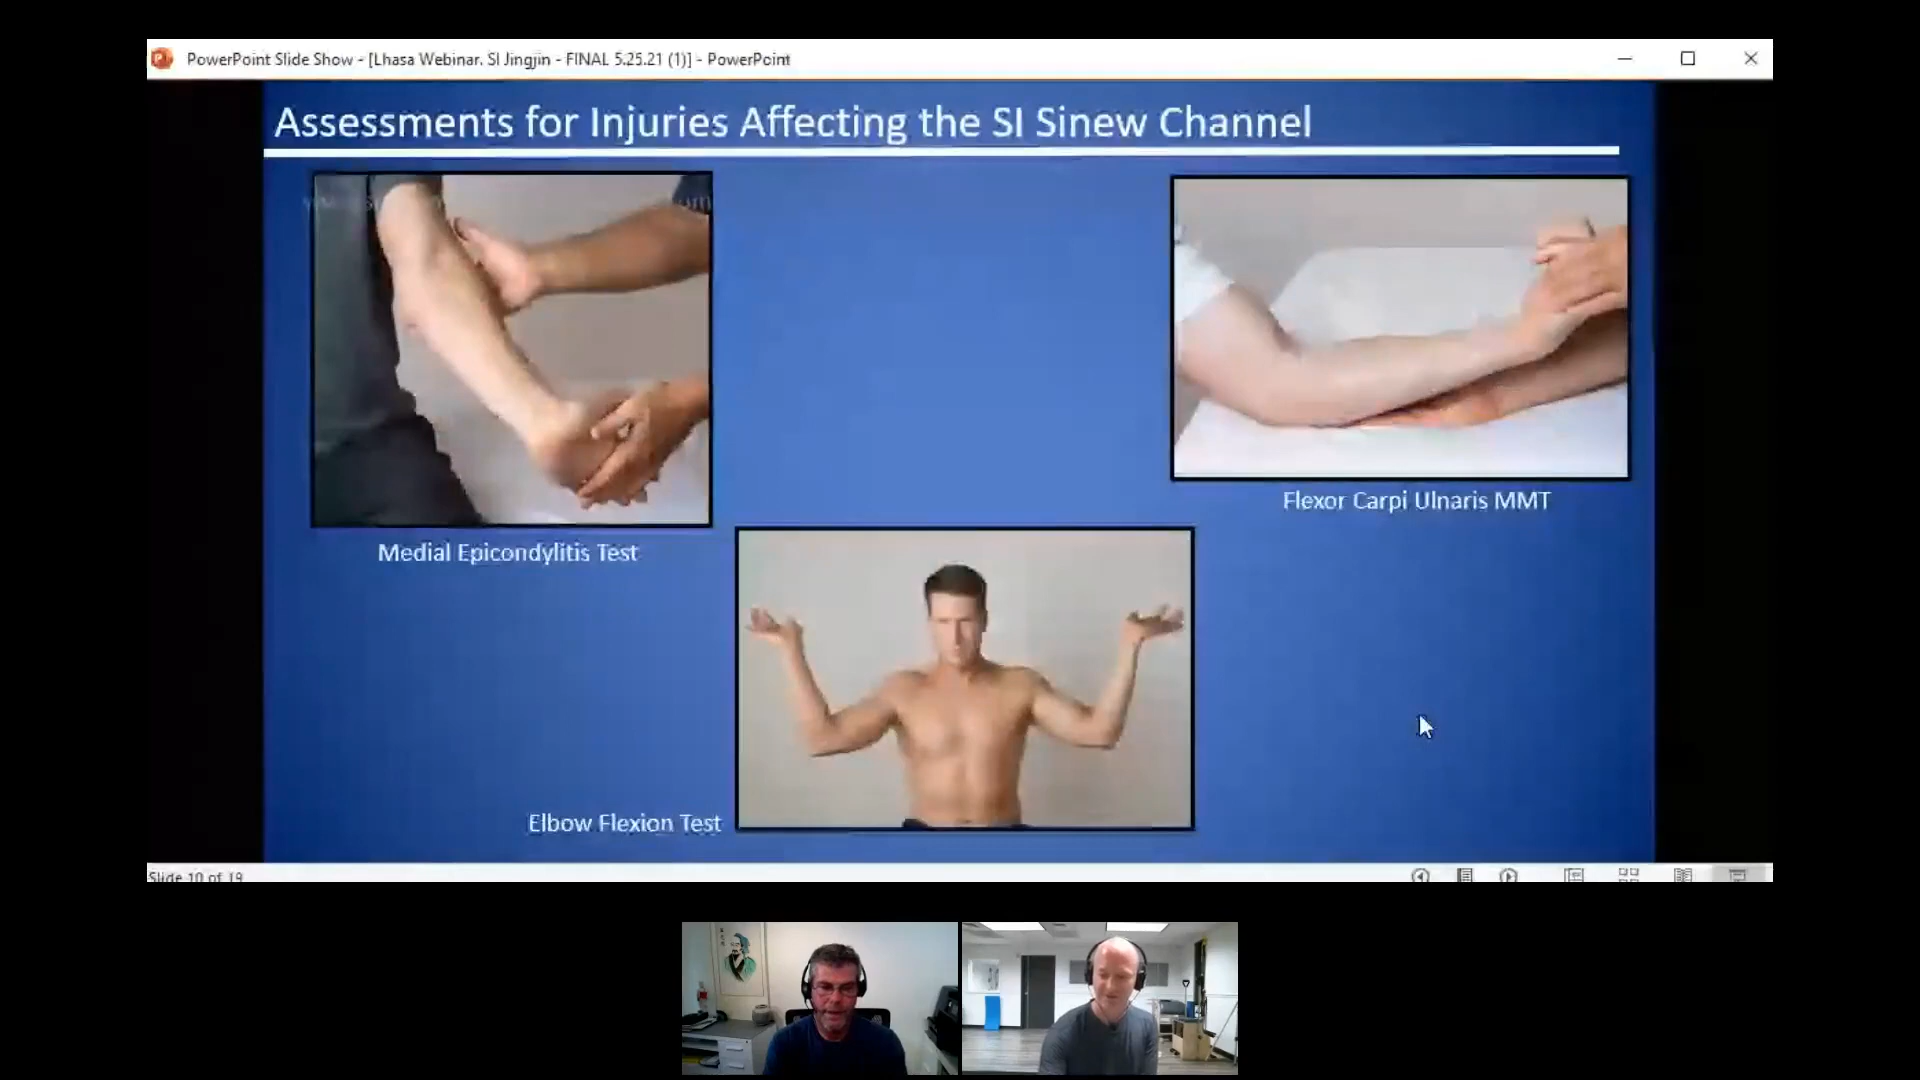 PowerPoint Slide Show - [Lhasa Webinar. SI Jingjin - FINAL 5.25.21 (1)] - PowerPoint
Assessments for Injuries Affecting the SI Sinew Channel
Medial Epicondylitis Test
Flexor Carpi Ulnaris MMT
Elbow Flexion Test
Slide 10 of 19